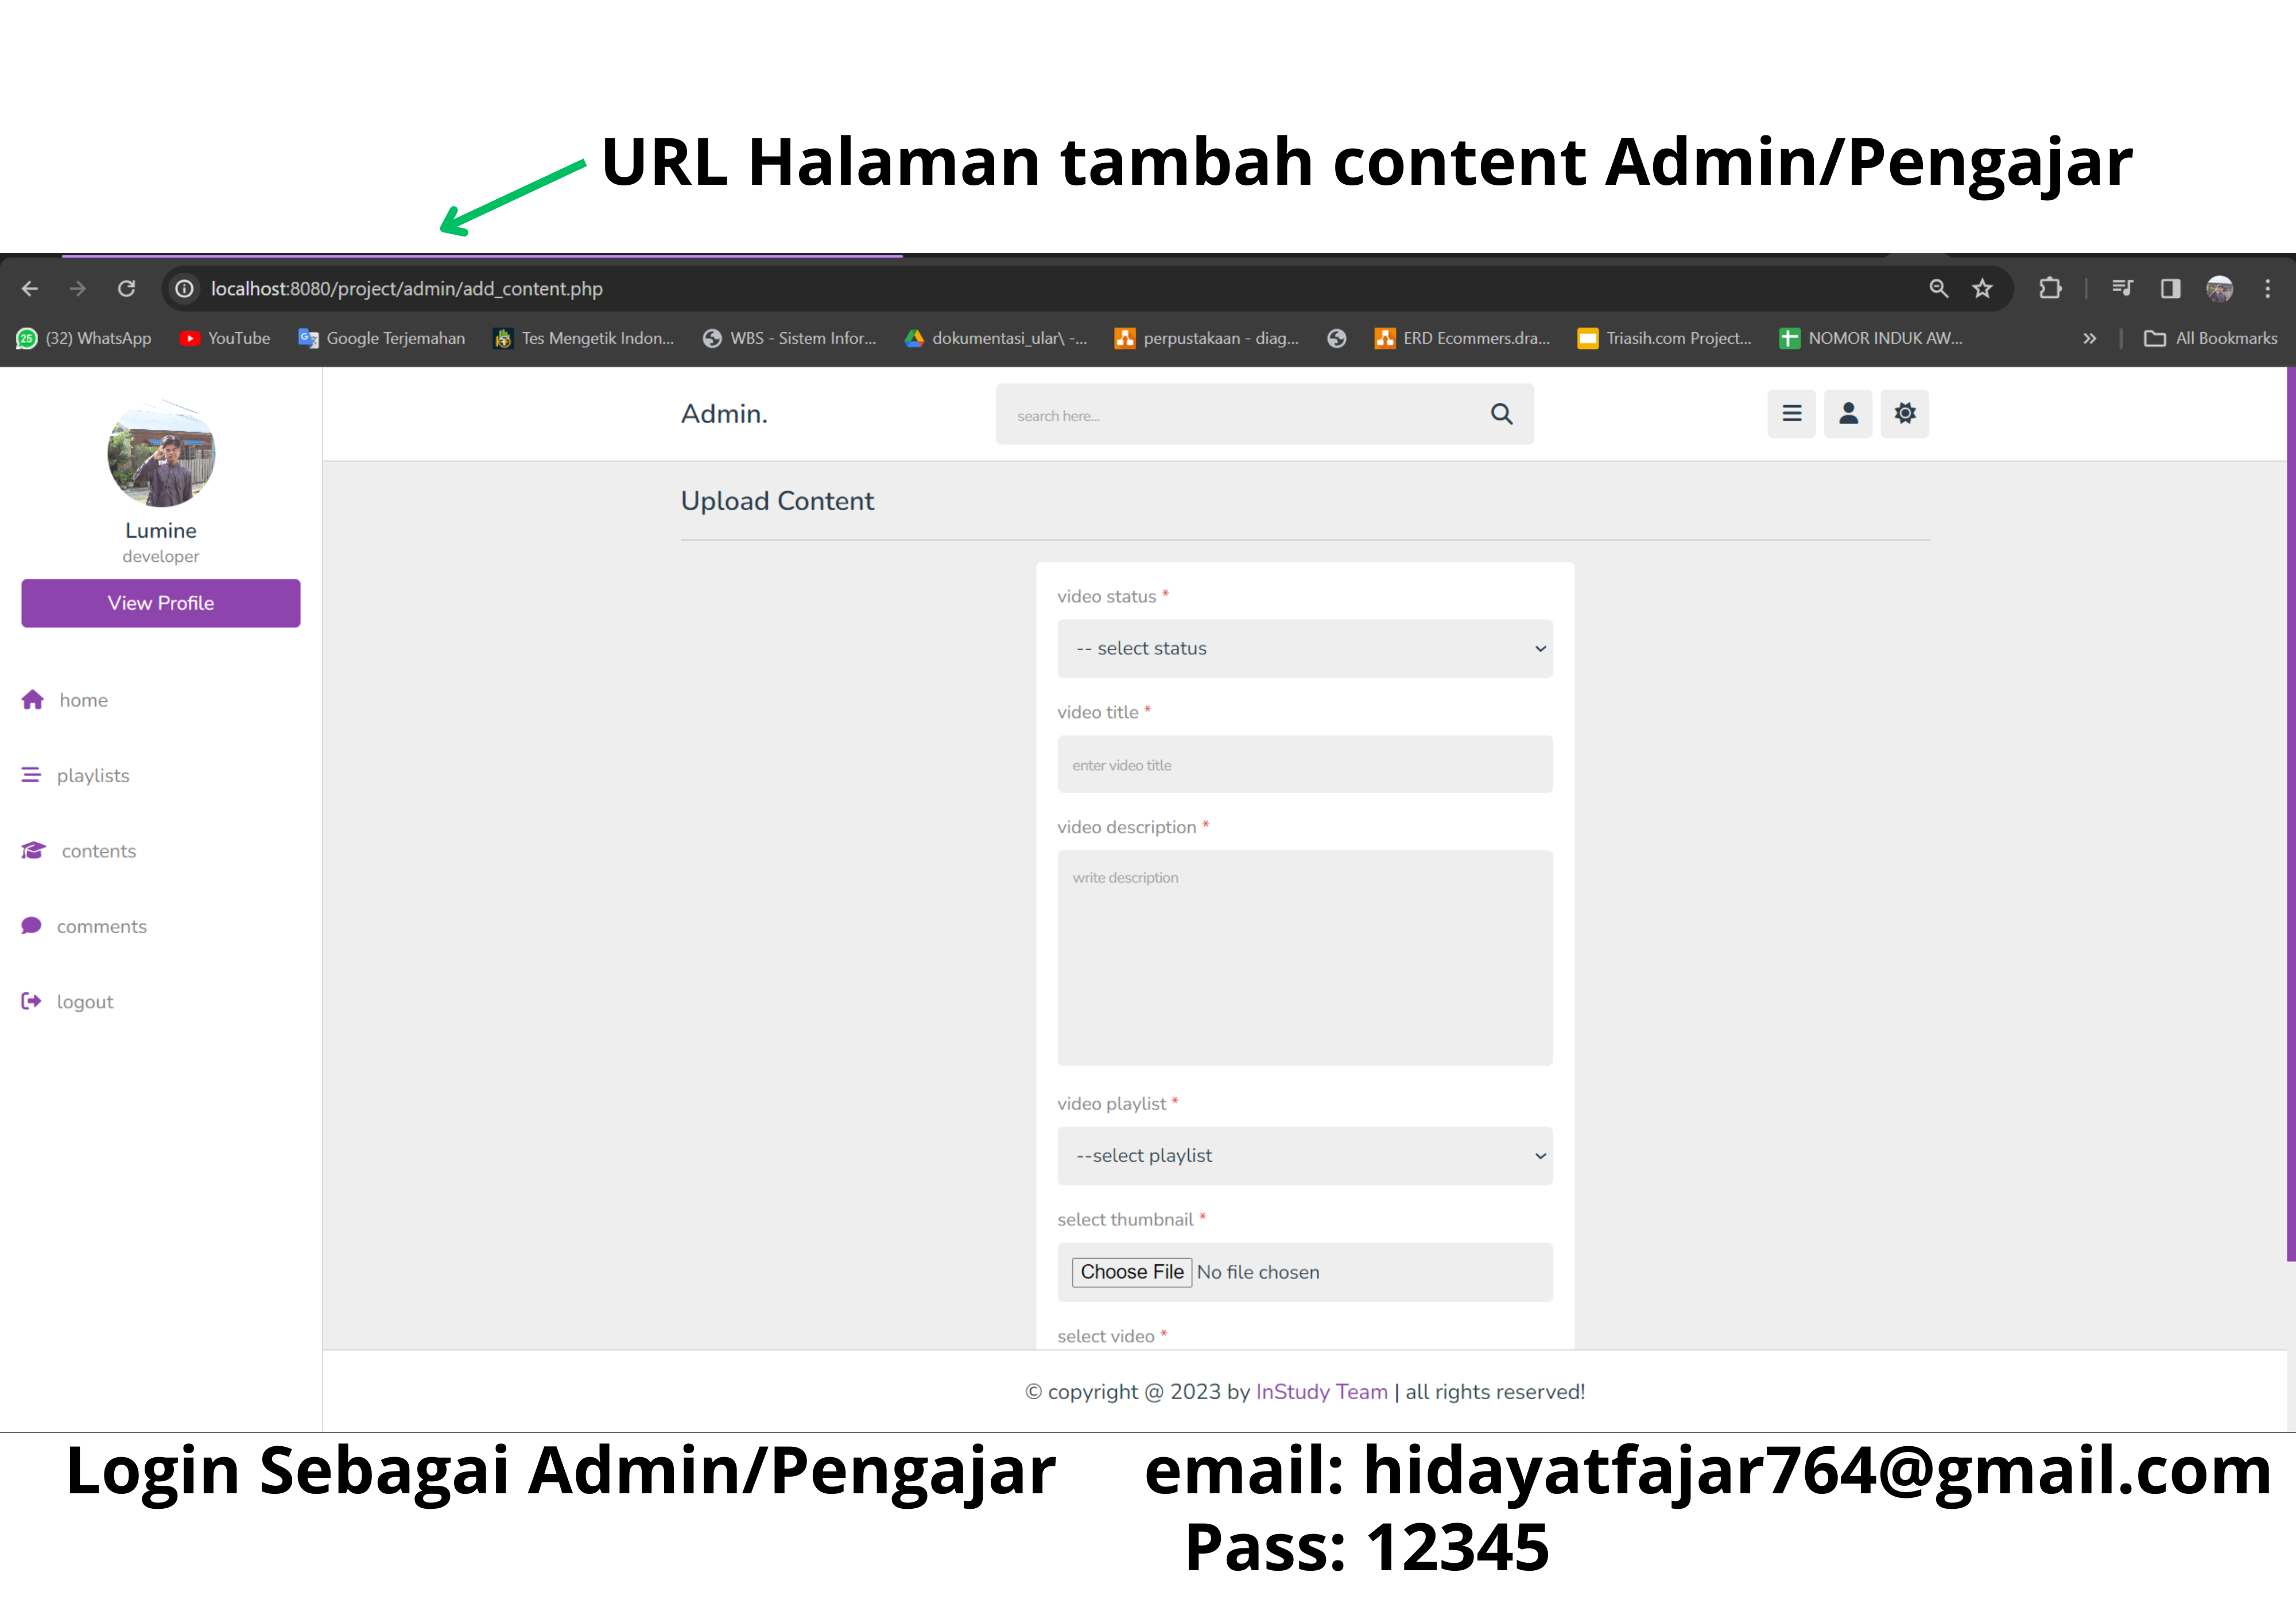 URL Halaman tambah content Admin/Pengajar
localhost:8080/project/admin/add_content.php
25 (32) WhatsApp YouTube Google Terjemahan Tes Mengetik Indon... WBS - Sistem Infor... dokumentasi_ular\ -... perpustakaan - diag... ERD Ecommers.dra... Triasih.com Project... NOMOR INDUK AW... » All Bookmarks
Admin.
search here...
Lumine
developer
View Profile
home
playlists
contents
comments
logout
Upload Content
video status *
-- select status
video title *
enter video title
video description *
write description
video playlist *
--select playlist
select thumbnail *
Choose File No file chosen
select video *
© copyright @ 2023 by InStudy Team | all rights reserved!
Login Sebagai Admin/Pengajar email: hidayatfajar764@gmail.com
Pass: 12345